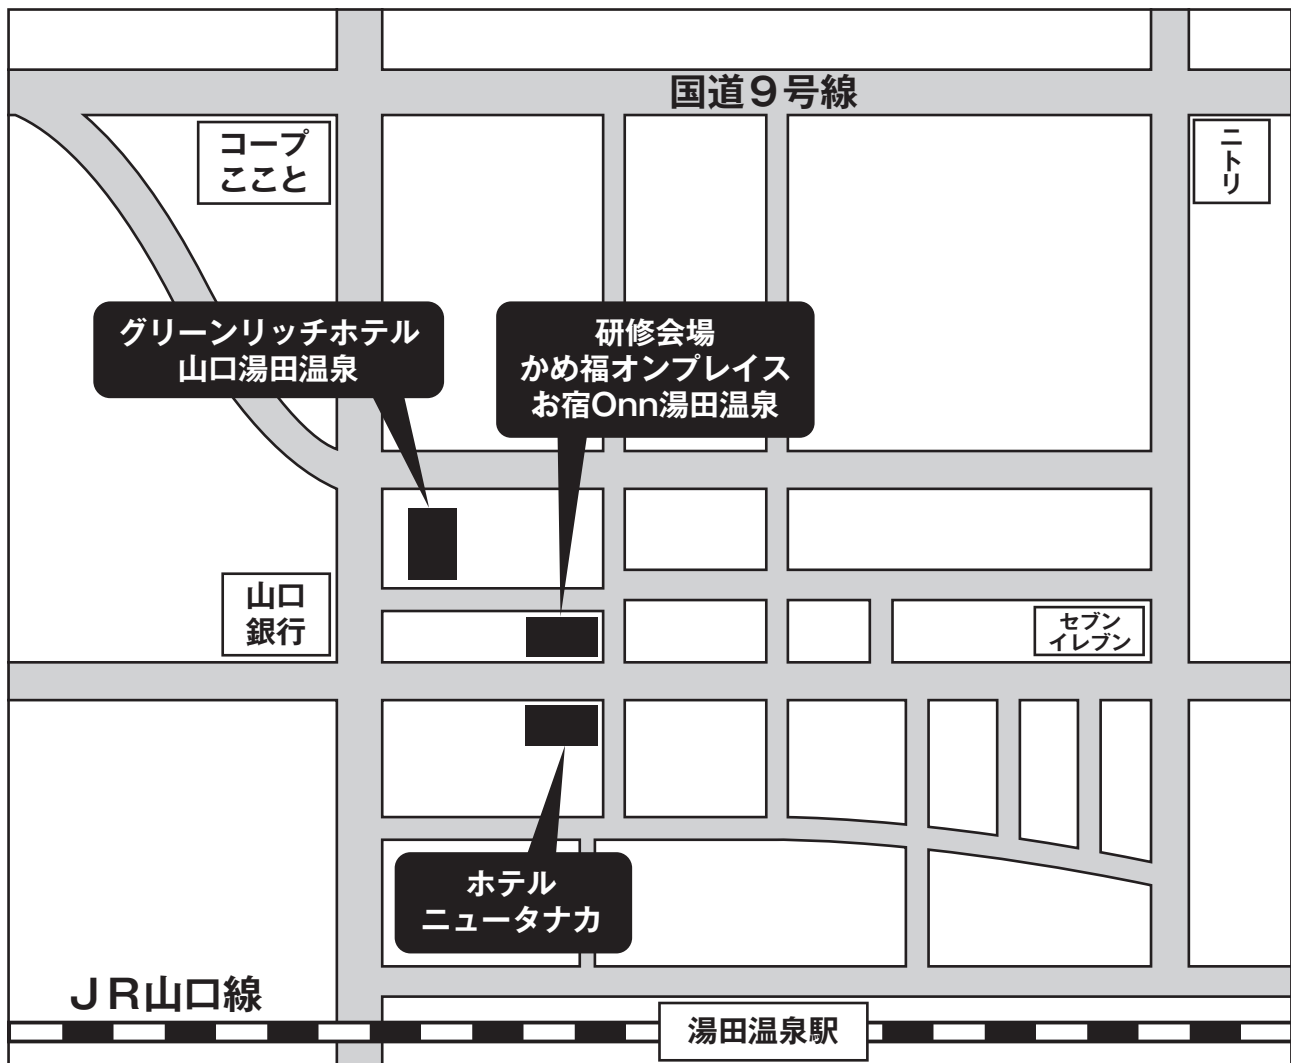 国道9号線
コープ
ここと
ニトリ
グリーンリッチホテル
山口湯田温泉
研修会場
かめ福オンプレイス
お宿Onn湯田温泉
山口
銀行
セブン
イレブン
ホテル
ニュータナカ
JR山口線
湯田温泉駅